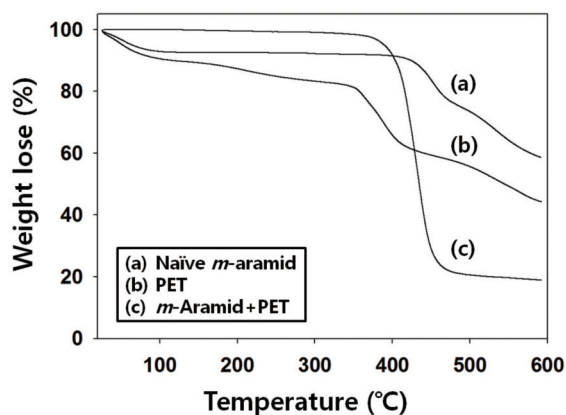 100
80
60
40
20
0
Weight lose (%)
(a)
(b)
(c)
(a) Naïve m-aramid
(b) PET
(c) m-Aramid+PET
100 200 300 400 500 600
Temperature (℃)